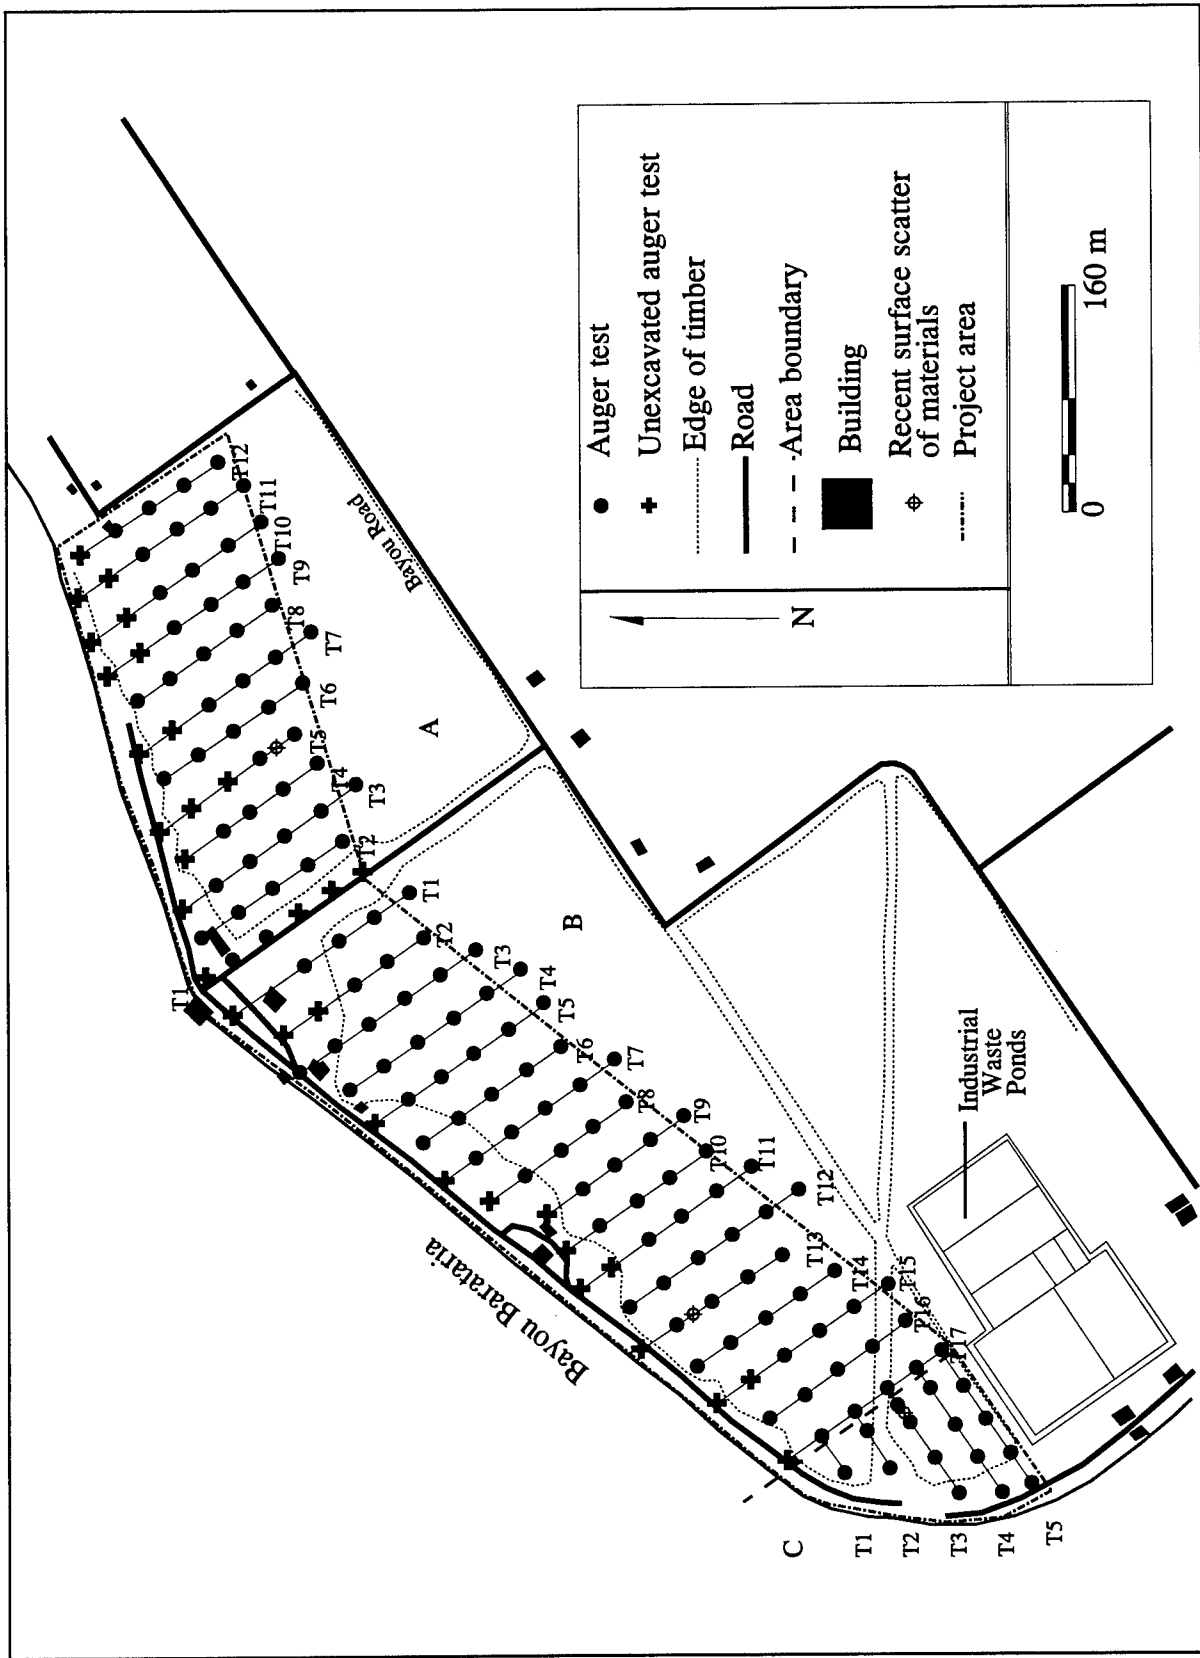 T12
T11
T10
T9
T8
T7
T6
T5
T4
T3
T2
T1
A
Bayou Road
T1
T2
T3
T4
T5
T6
T7
T8
T9
T10
T11
T12
T13
T14
T15
T16
T17
B
Bayou Barataria
C
T1
T2
T3
T4
T5
Industrial
Waste
Ponds
Auger test
Unexcavated auger test
Edge of timber
Road
Area boundary
Building
Recent surface scatter
of materials
Project area
N
0
160 m